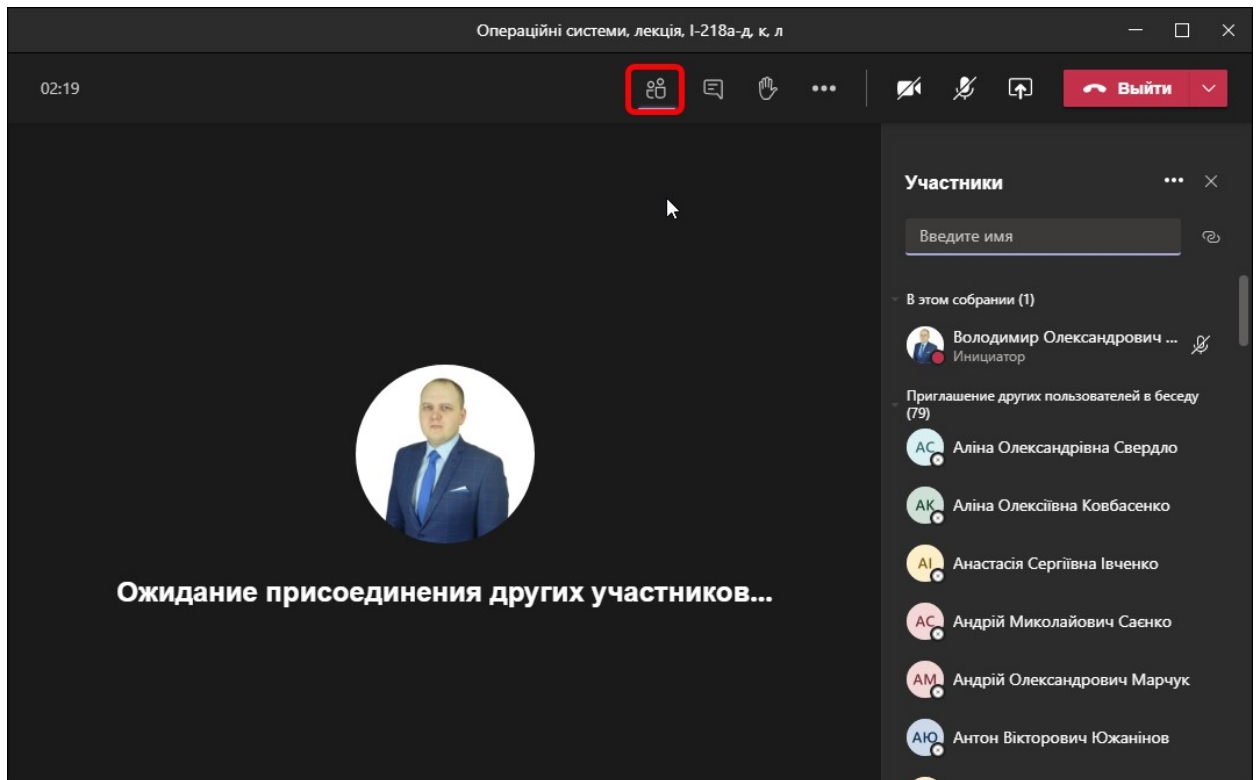 Операційні системи, лекція, І-218а-д, к, л
02:19
Выйти
Участники
Введите имя
В этом собрании (1)
Володимир Олександрович ...
Инициатор
Приглашение других пользователей в беседу
(79)
АС
Аліна Олександрівна Свердло
АК
Аліна Олексіївна Ковбасенко
АІ
Анастасія Сергіївна Івченко
АС
Андрій Миколайович Саєнко
АМ
Андрій Олександрович Марчук
АЮ
Антон Вікторович Южанінов
Ожидание присоединения других участников...